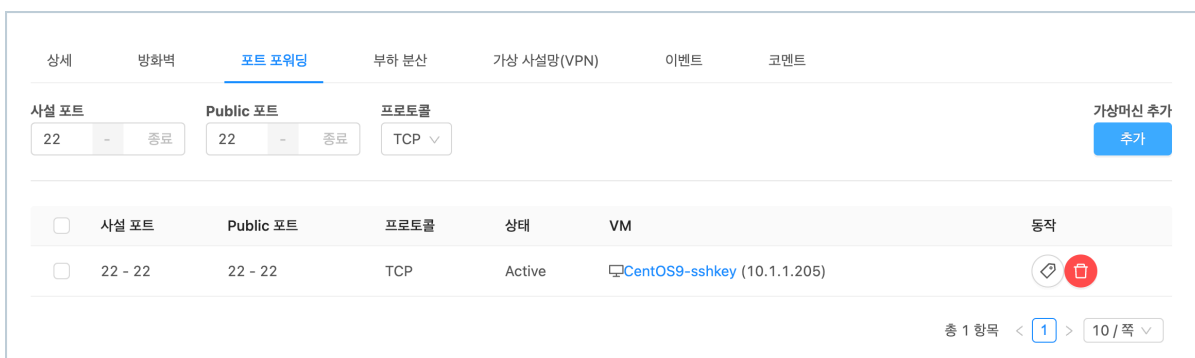 상세 방화벽 포트 포워딩 부하 분산 가상 사설망(VPN) 이벤트 코멘트
사설 포트 Public 포트 프로토콜 가상머신 추가
22 - 종료 22 - 종료 TCP 추가
사설 포트 Public 포트 프로토콜 상태 VM 동작
22 - 22 22 - 22 TCP Active CentOS9-sshkey (10.1.1.205)
총 1 항목 < 1 > 10 / 쪽